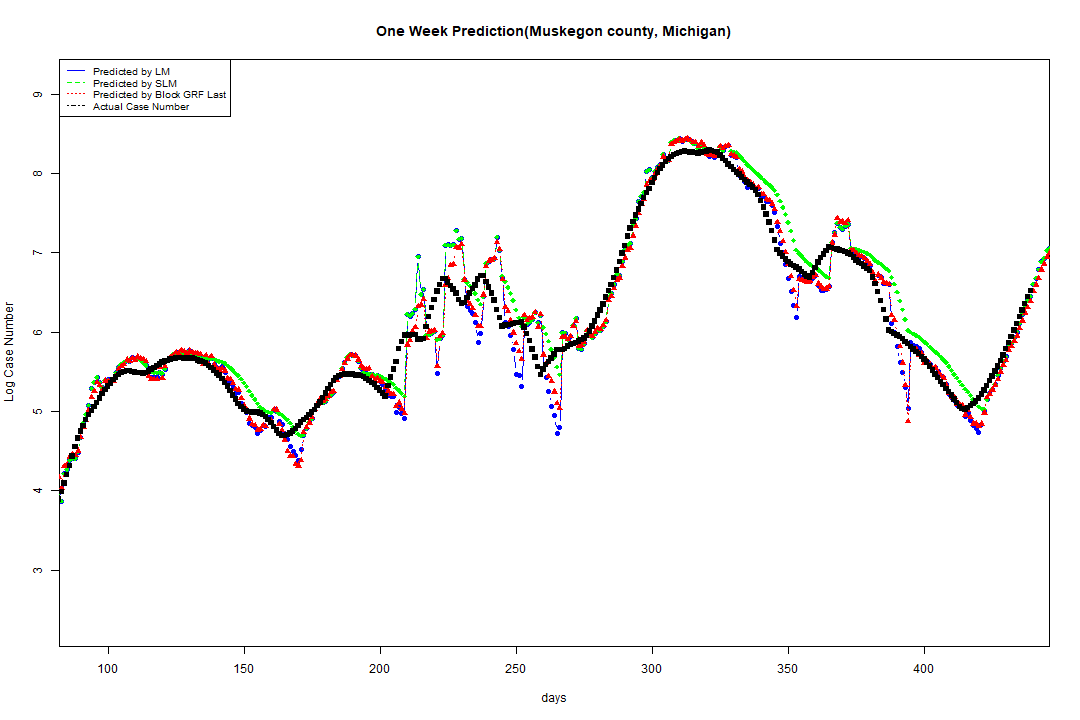 One Week Prediction(Muskegon county, Michigan)
Predicted by LM
Predicted by SLM
Predicted by Block GRF Last
Actual Case Number
Log Case Number
9
8
7
6
5
4
3
100 150 200 250 300 350 400
days